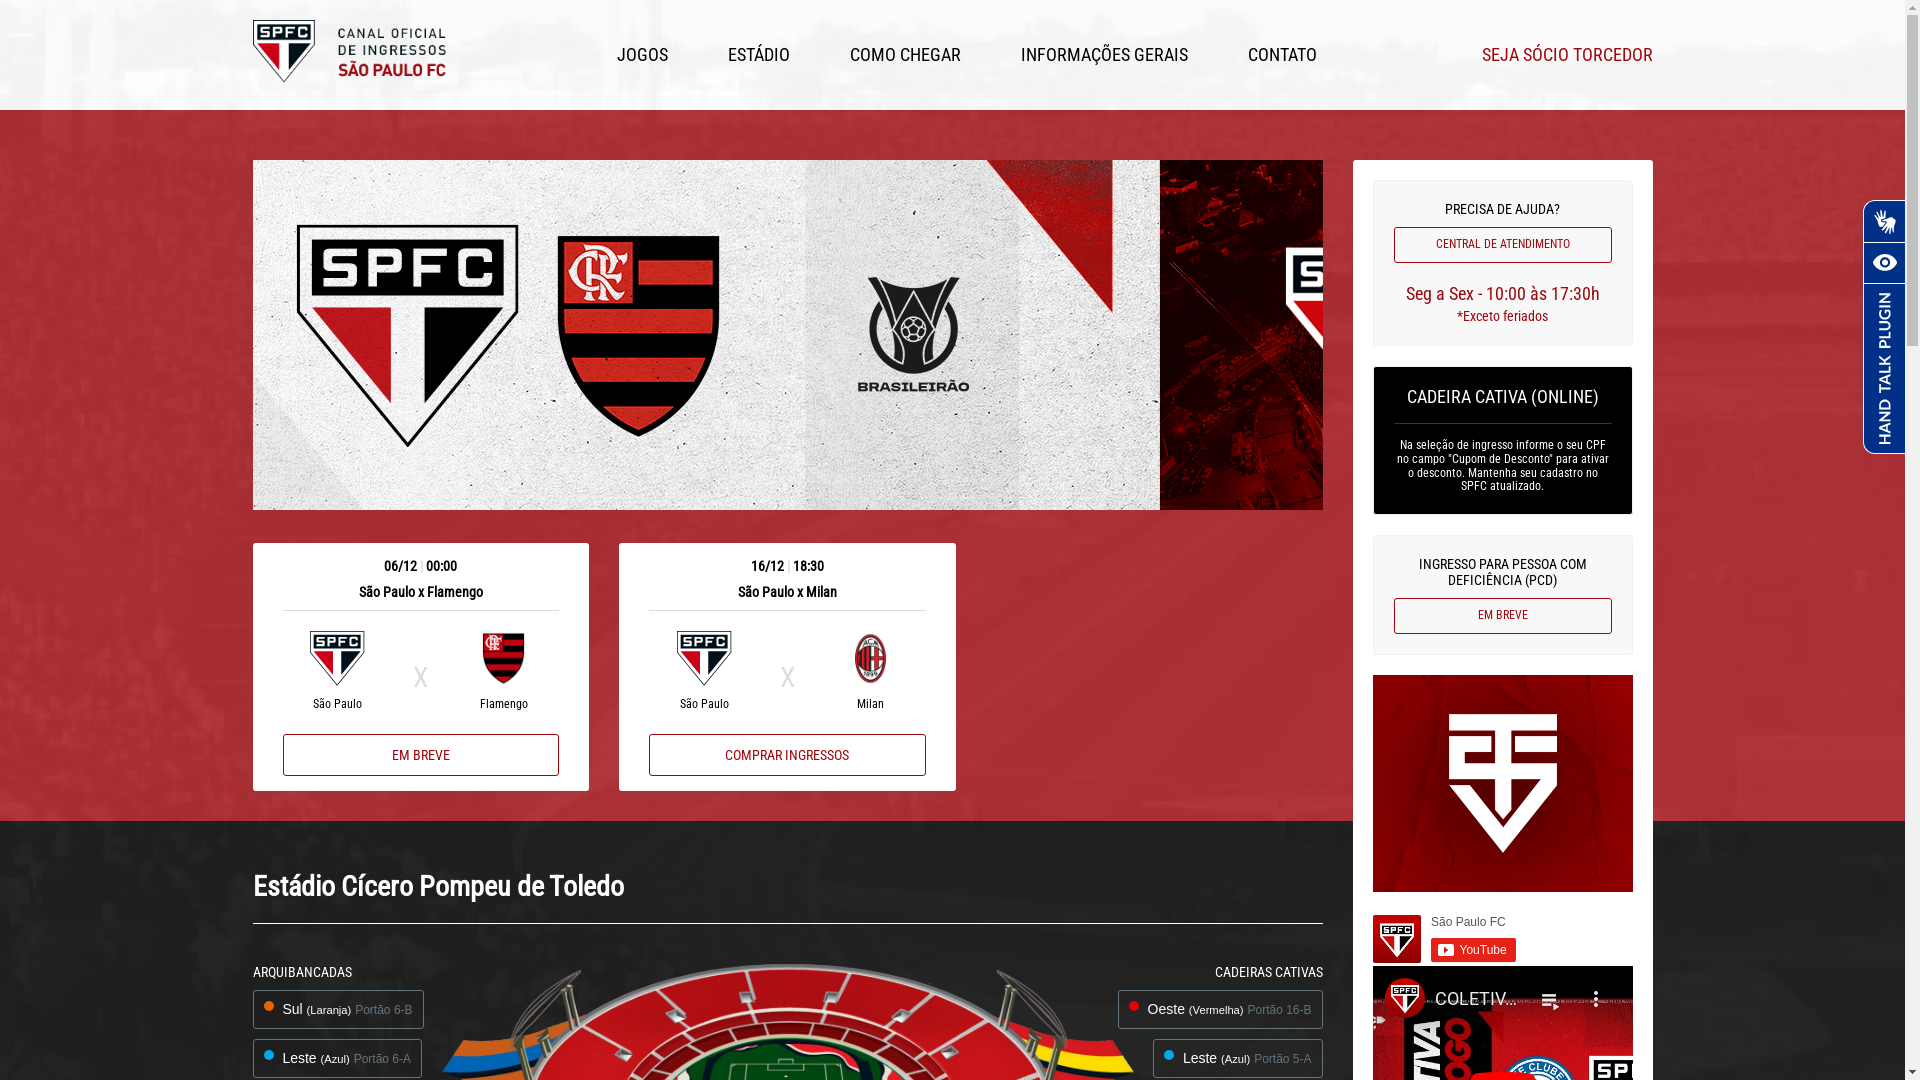 SPFC
CANAL OFICIAL
DE INGRESSOS
SÃO PAULO FC
JOGOS
ESTÁDIO
COMO CHEGAR
INFORMAÇÕES GERAIS
CONTATO
SEJA SÓCIO TORCEDOR
SPFC
BRASILEIRÃO
06/12 | 00:00
São Paulo x Flamengo
SPFC
X
São Paulo
Flamengo
EM BREVE
16/12 | 18:30
São Paulo x Milan
SPFC
X
São Paulo
Milan
COMPRAR INGRESSOS
PRECISA DE AJUDA?
CENTRAL DE ATENDIMENTO
Seg a Sex - 10:00 às 17:30h
*Exceto feriados
CADEIRA CATIVA (ONLINE)
Na seleção de ingresso informe o seu CPF
no campo "Cupom de Desconto" para ativar
o desconto. Mantenha seu cadastro no
SPFC atualizado.
INGRESSO PARA PESSOA COM
DEFICIÊNCIA (PCD)
EM BREVE
SPFC
São Paulo FC
YouTube
SPFC
COLETIV...
HAND TALK PLUGIN
Estádio Cícero Pompeu de Toledo
ARQUIBANCADAS
Sul (Laranja) Portão 6-B
Leste (Azul) Portão 6-A
CADEIRAS CATIVAS
Oeste (Vermelha) Portão 16-B
Leste (Azul) Portão 5-A